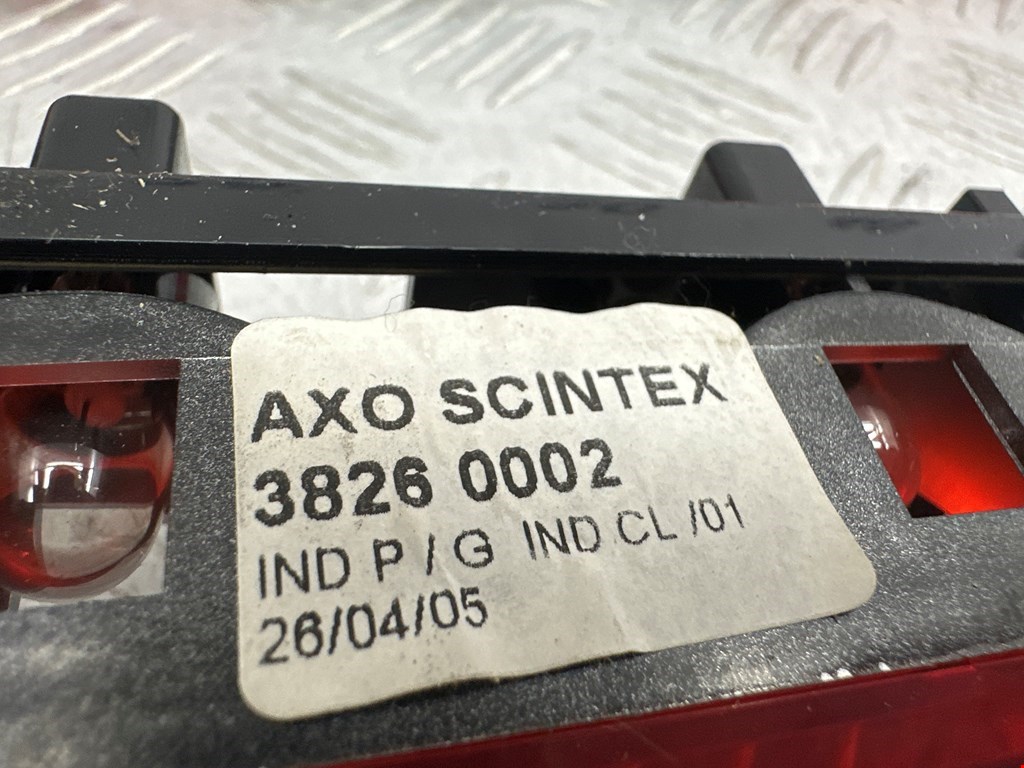 AXO SCINTEX
3826 0002
IND P / G IND CL /01
26/04/05